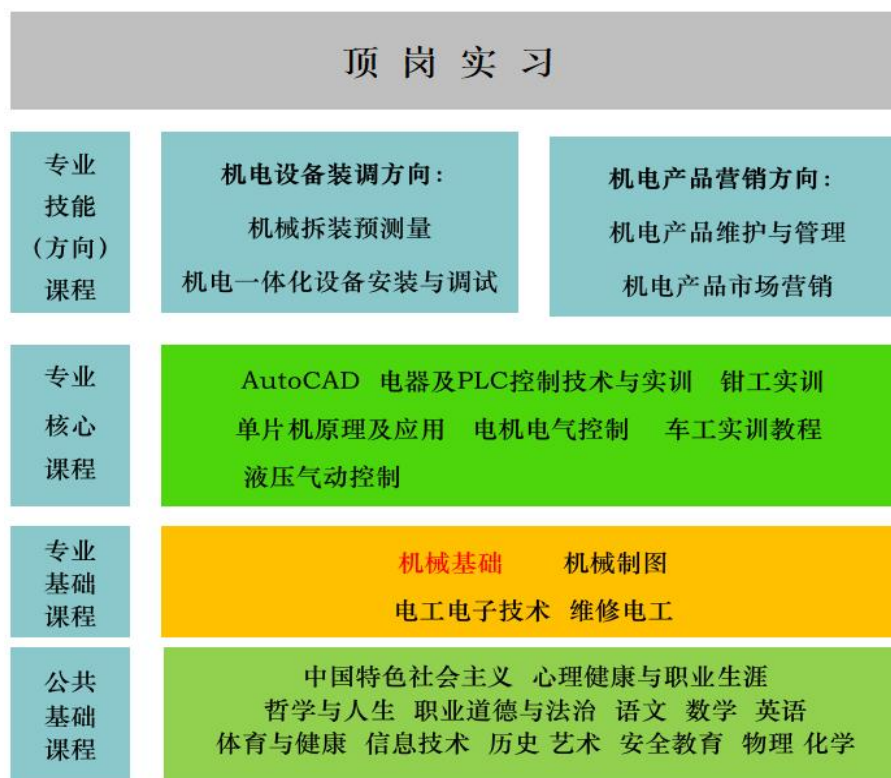 顶 岗 实 习
专业
技能
(方向)
课程
机电设备装调方向:
机械拆装预测量
机电一体化设备安装与调试
机电产品营销方向:
机电产品维护与管理
机电产品市场营销
专业
核心
课程
AutoCAD 电器及PLC控制技术与实训 钳工实训
单片机原理及应用 电机电气控制 车工实训教程
液压气动控制
专业
基础
课程
机械基础 机械制图
电工电子技术 维修电工
公共
基础
课程
中国特色社会主义 心理健康与职业生涯
哲学与人生 职业道德与法治 语文 数学 英语
体育与健康 信息技术 历史 艺术 安全教育 物理 化学